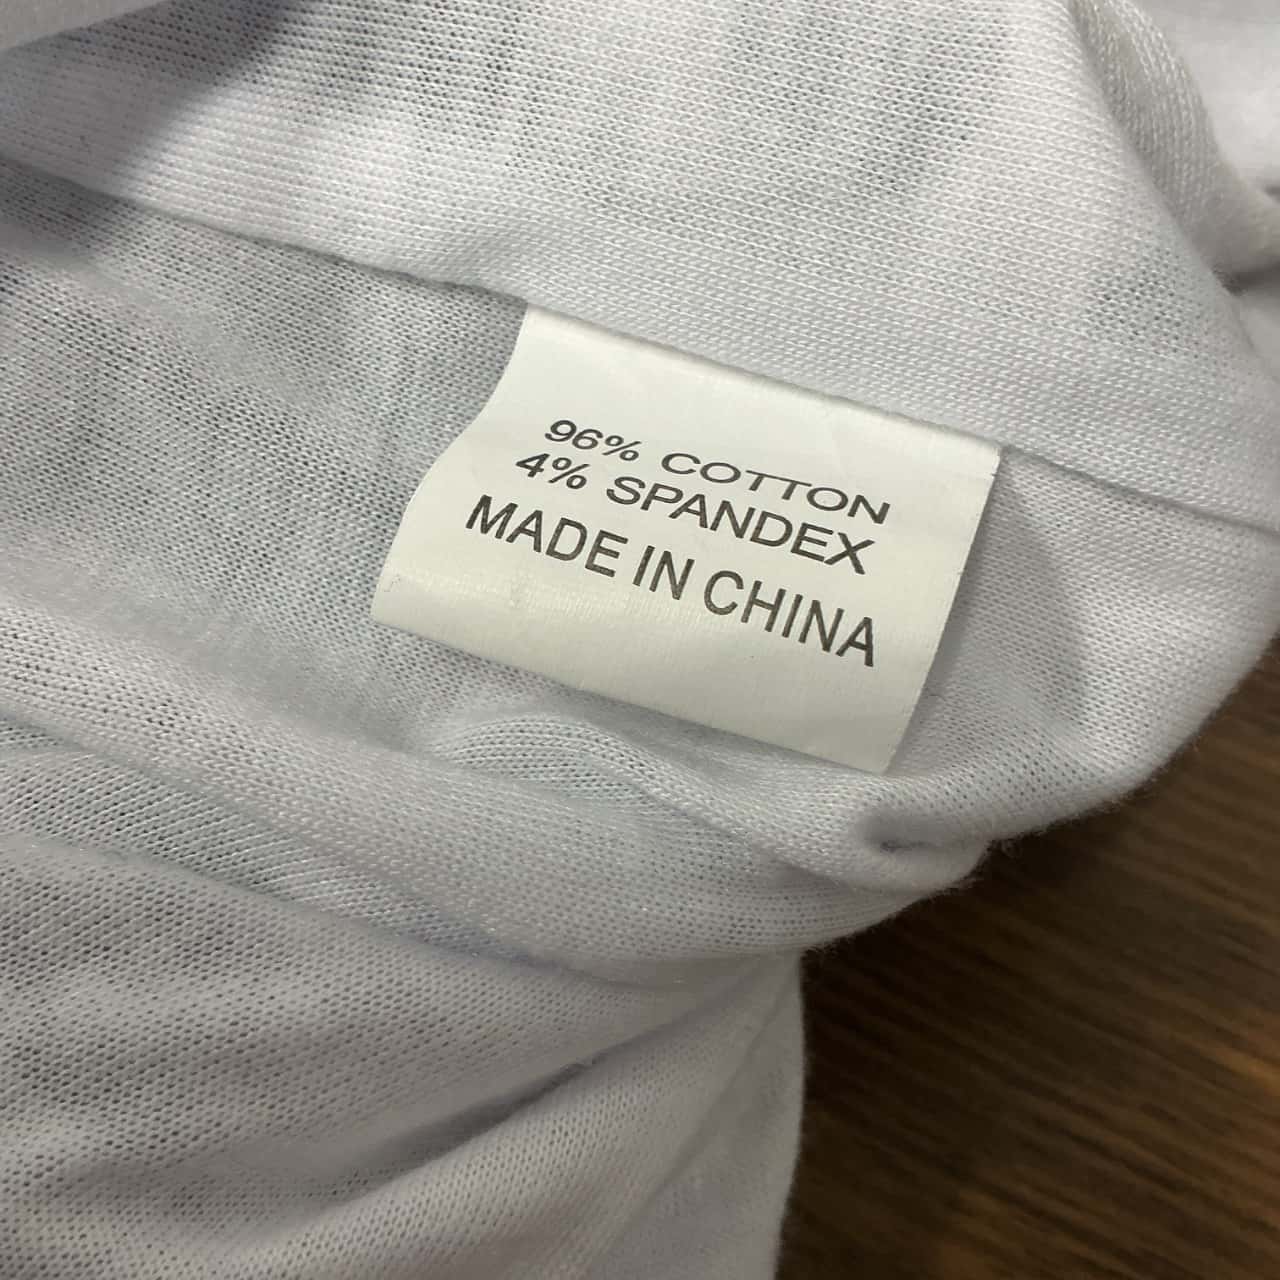 96% COTTON
4% SPANDEX
MADE IN CHINA